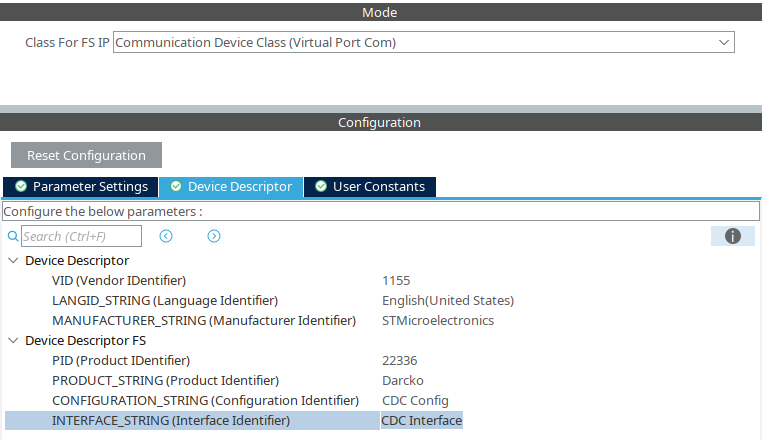 Mode
Class For FS IP Communication Device Class (Virtual Port Com)
Configuration
Reset Configuration
Parameter Settings Device Descriptor User Constants
Configure the below parameters :
Search (Ctrl+F)
Device Descriptor
VID (Vendor IDentifier) 1155
LANGID_STRING (Language Identifier) English(United States)
MANUFACTURER_STRING (Manufacturer Identifier) STMicroelectronics
Device Descriptor FS
PID (Product IDentifier) 22336
PRODUCT_STRING (Product Identifier) Darcko
CONFIGURATION_STRING (Configuration Identifier) CDC Config
INTERFACE_STRING (Interface Identifier) CDC Interface